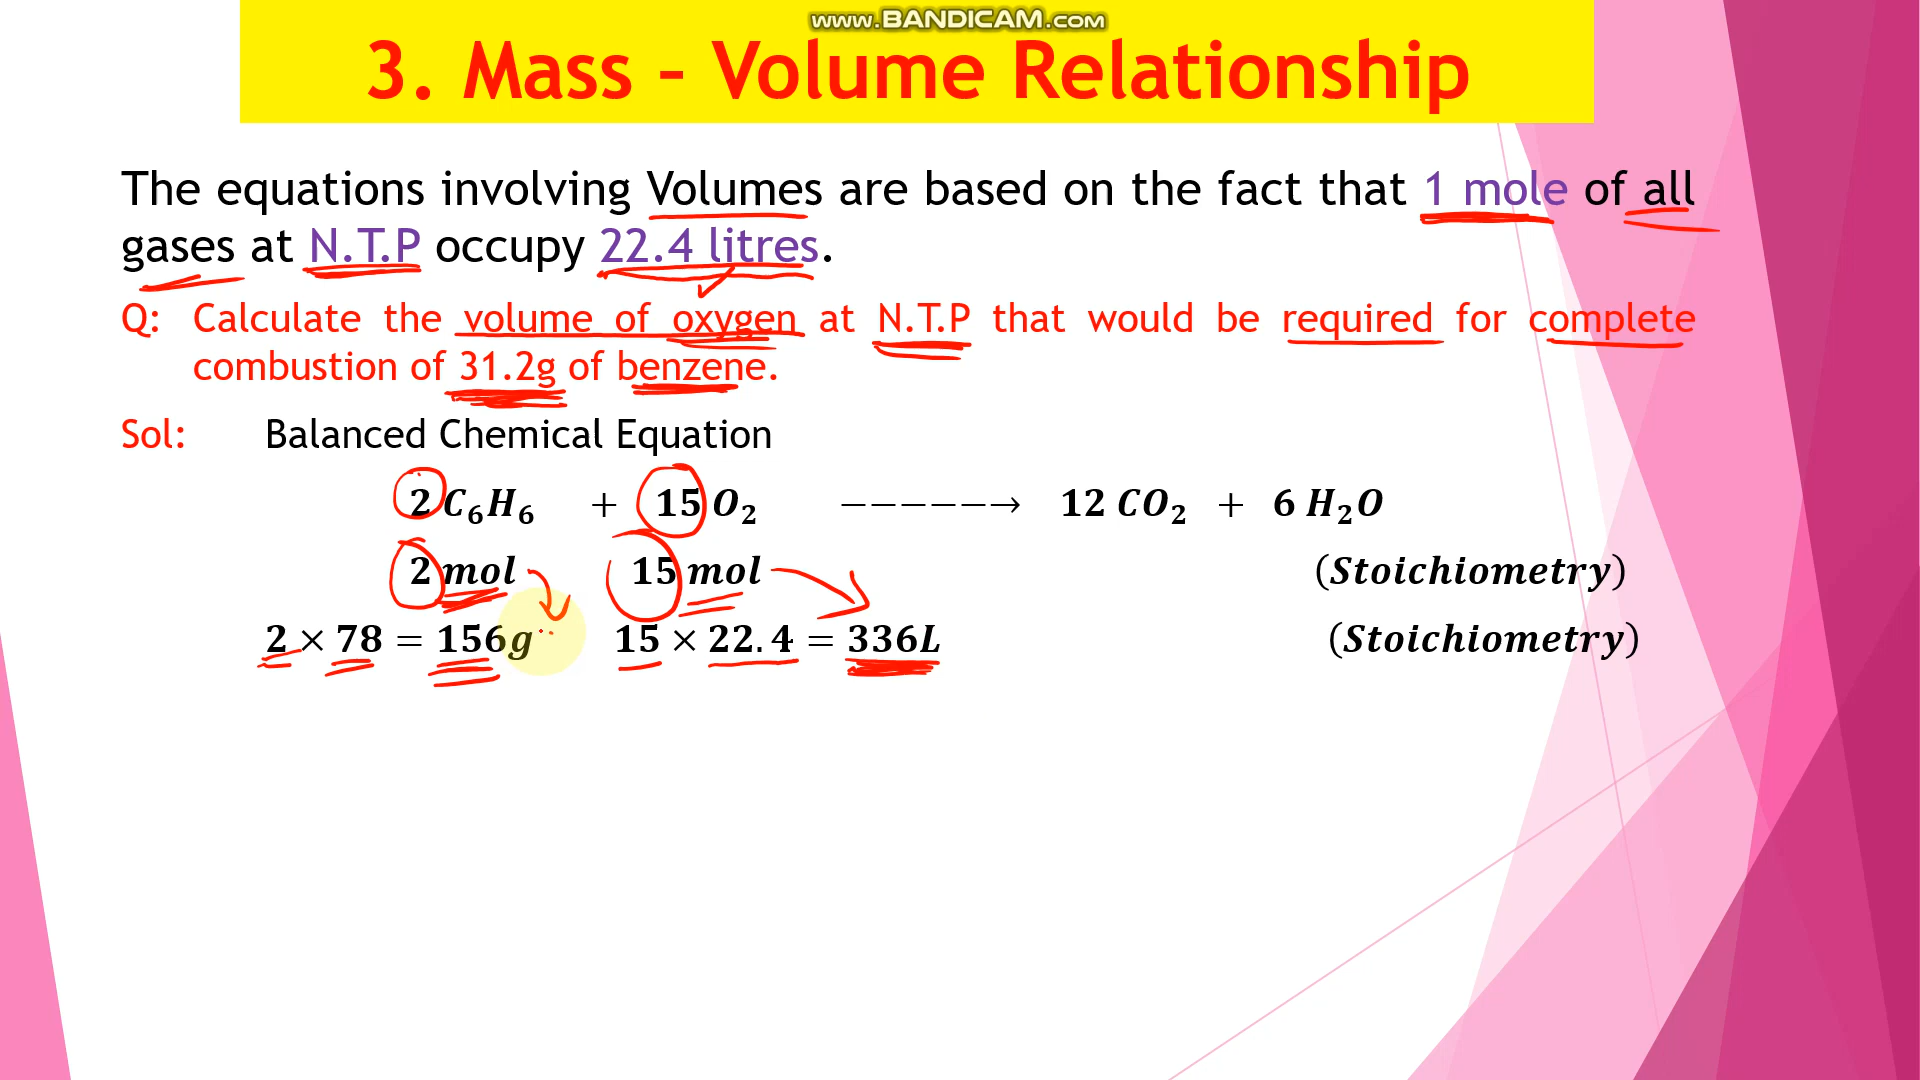 www.BANDICAM.com
3. Mass – Volume Relationship
The equations involving Volumes are based on the fact that 1 mole of all
gases at N.T.P occupy 22.4 litres.
Q: Calculate the volume of oxygen at N.T.P that would be required for complete
combustion of 31.2g of benzene.
Sol: Balanced Chemical Equation
2 C₆H₆ + 15 O₂ −−−−−−→ 12 CO₂ + 6 H₂O
2 mol 15 mol (Stoichiometry)
2 × 78 = 156g 15 × 22.4 = 336L (Stoichiometry)